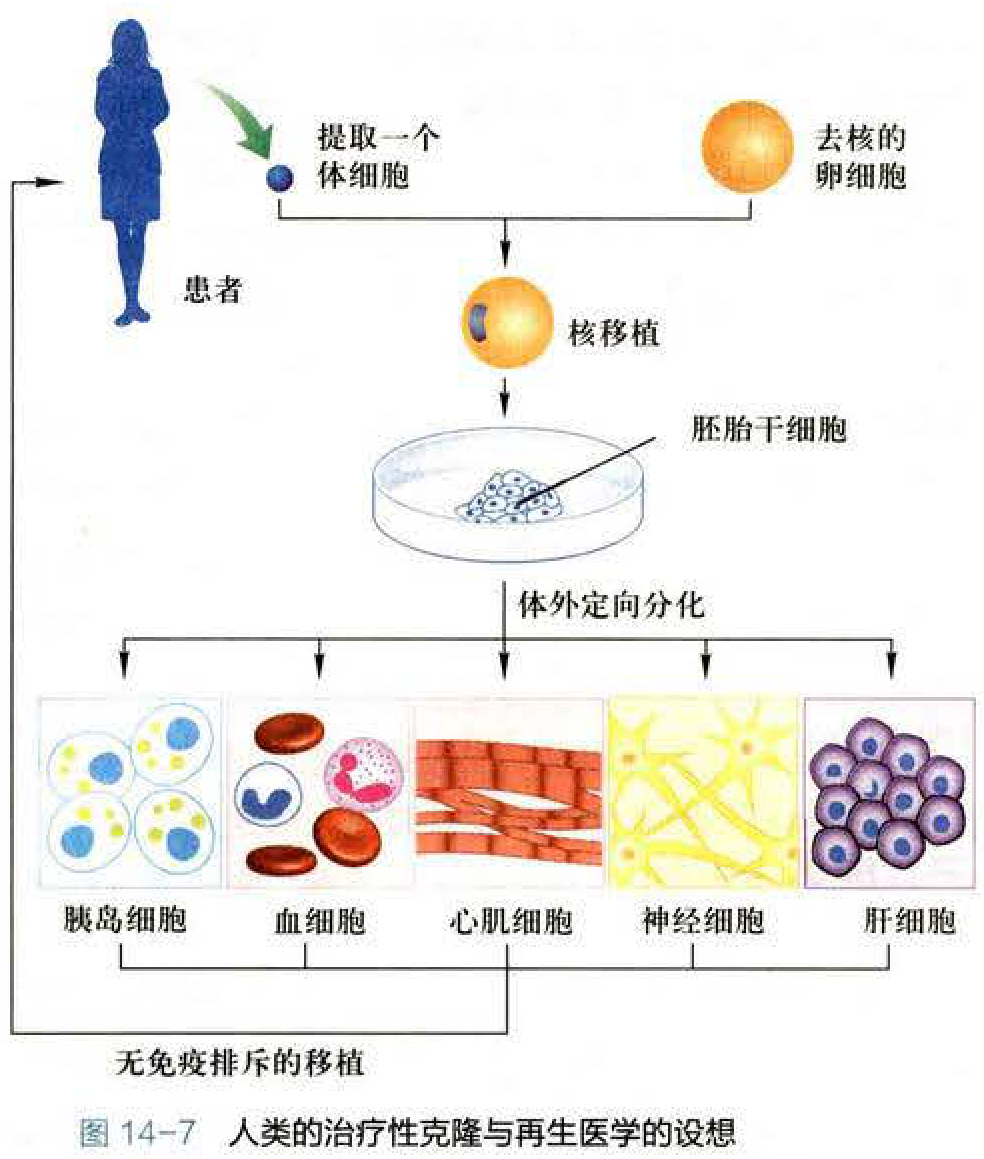 提取一个
体细胞
去核的
卵细胞
患者
核移植
胚胎干细胞
体外定向分化
胰岛细胞
血细胞
心肌细胞
神经细胞
肝细胞
无免疫排斥的移植
图 14-7 人类的治疗性克隆与再生医学的设想